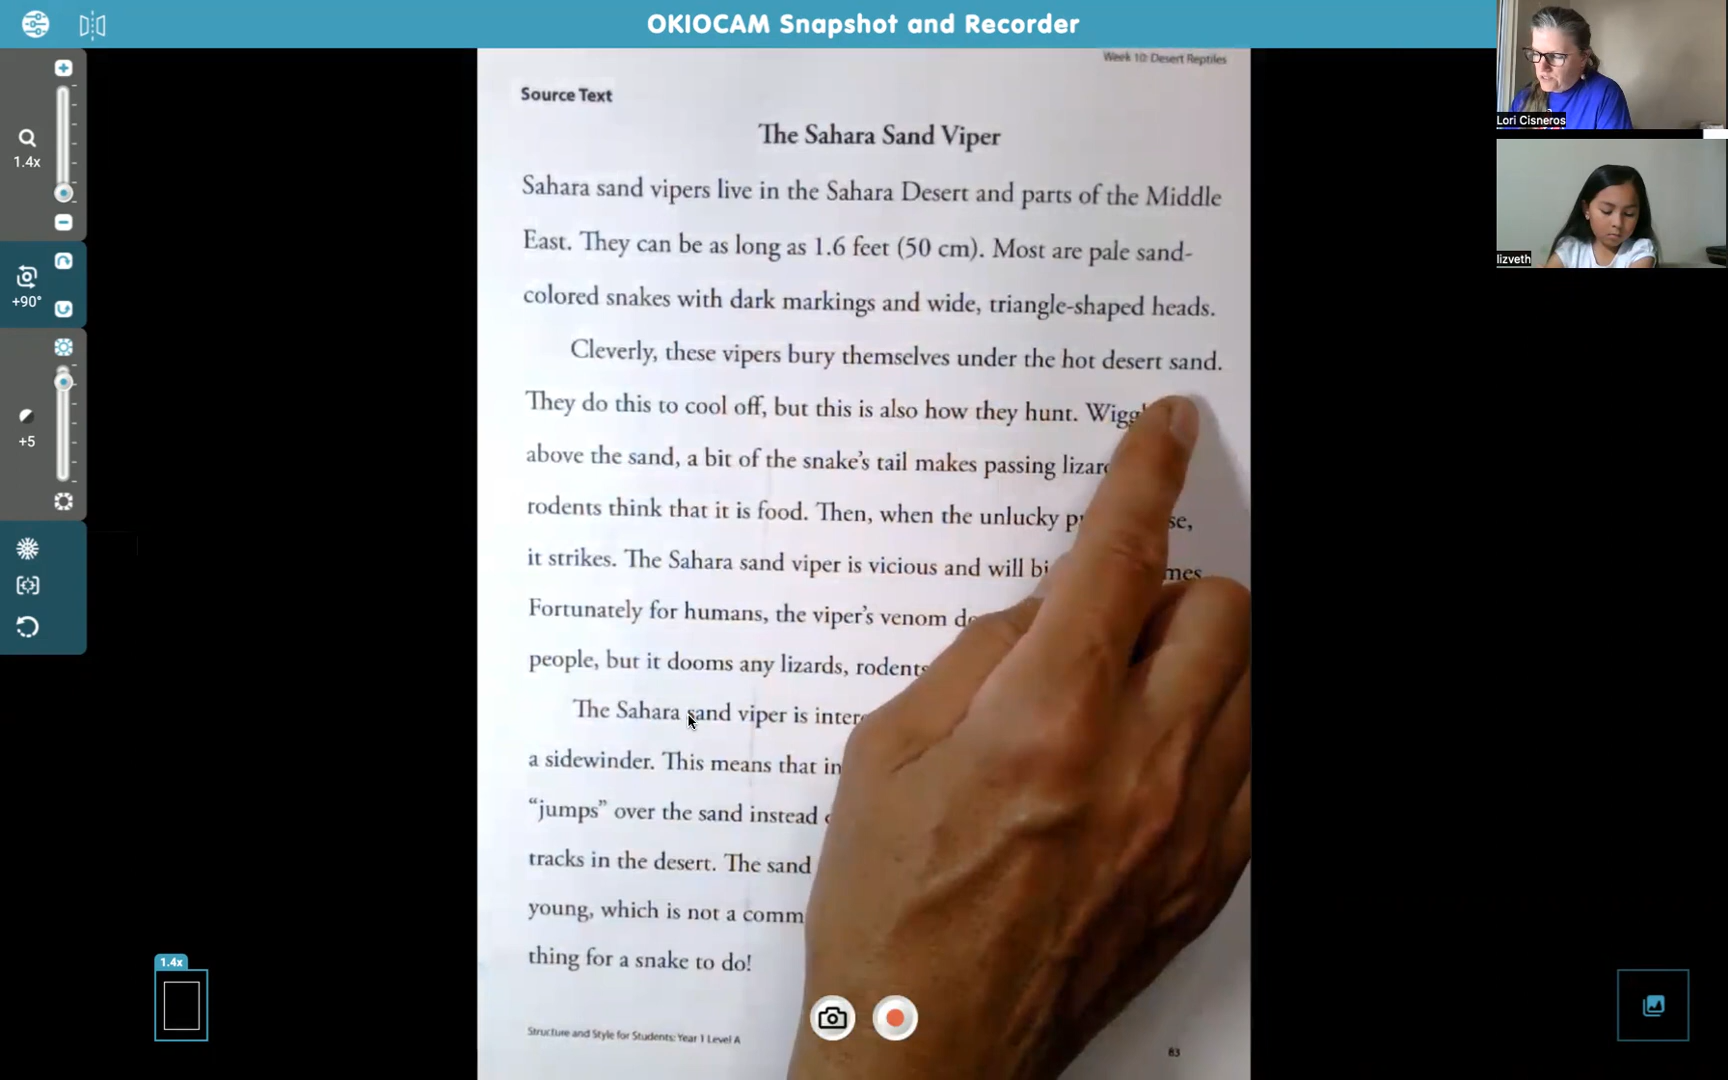 OKIOCAM Snapshot and Recorder
1.4x
+90°
+5
1.4x
Lori Cisneros
lizveth
Week 10: Desert Reptiles
Source Text
The Sahara Sand Viper
Sahara sand vipers live in the Sahara Desert and parts of the Middle
East. They can be as long as 1.6 feet (50 cm). Most are pale sand-
colored snakes with dark markings and wide, triangle-shaped heads.
Cleverly, these vipers bury themselves under the hot desert sand.
They do this to cool off, but this is also how they hunt.
above the sand, a bit of the snake's tail makes passing
rodents think that it is food. Then, when the unlucky
it strikes. The Sahara sand viper is vicious and will
Fortunately for humans, the viper's venom
people, but it dooms any lizards,
The Sahara sand viper is
a sidewinder. This means that in
“jumps” over the sand instead
tracks in the desert. The sand
young, which is not a
thing for a snake to do!
Structure and Style for Students: Year 1 Level A
83